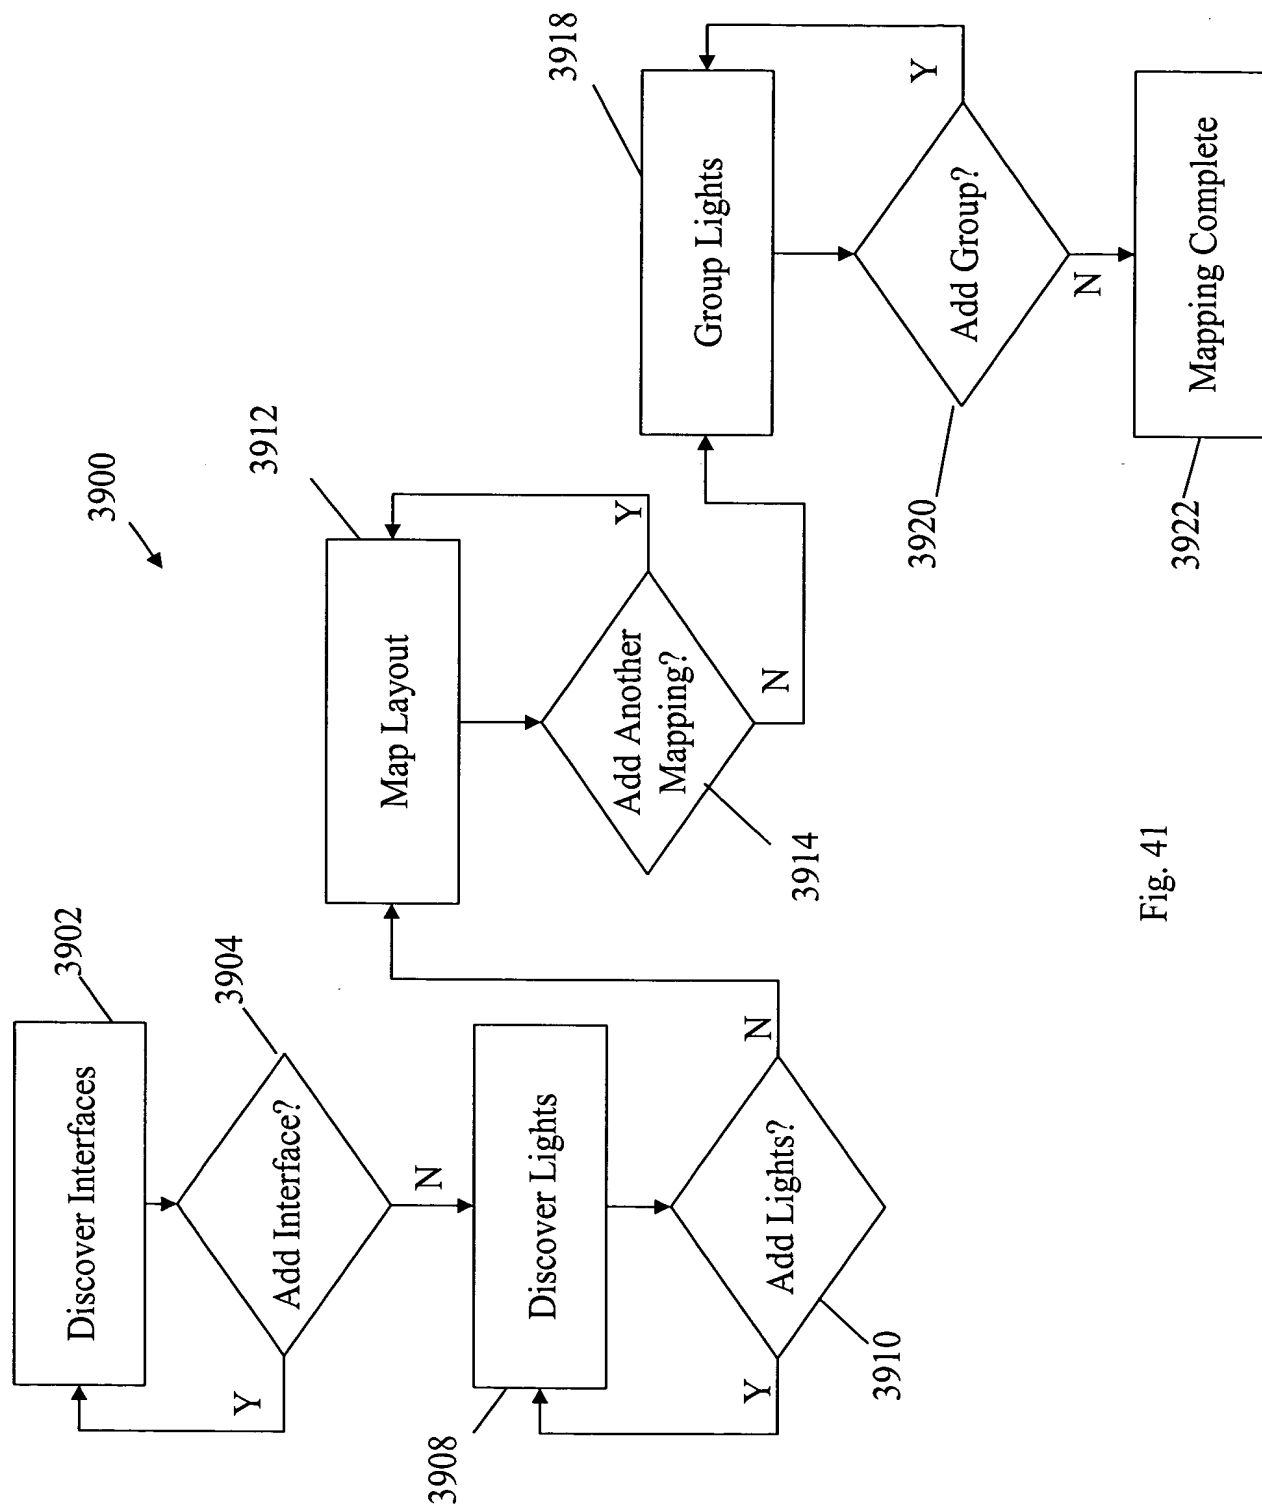 3900
3902
Discover Interfaces
3904
Add Interface?
Y
N
3908
Discover Lights
3910
Add Lights?
Y
N
3912
Map Layout
3914
Add Another
Mapping?
Y
N
3918
Group Lights
3920
Add Group?
Y
N
3922
Mapping Complete
Fig. 41